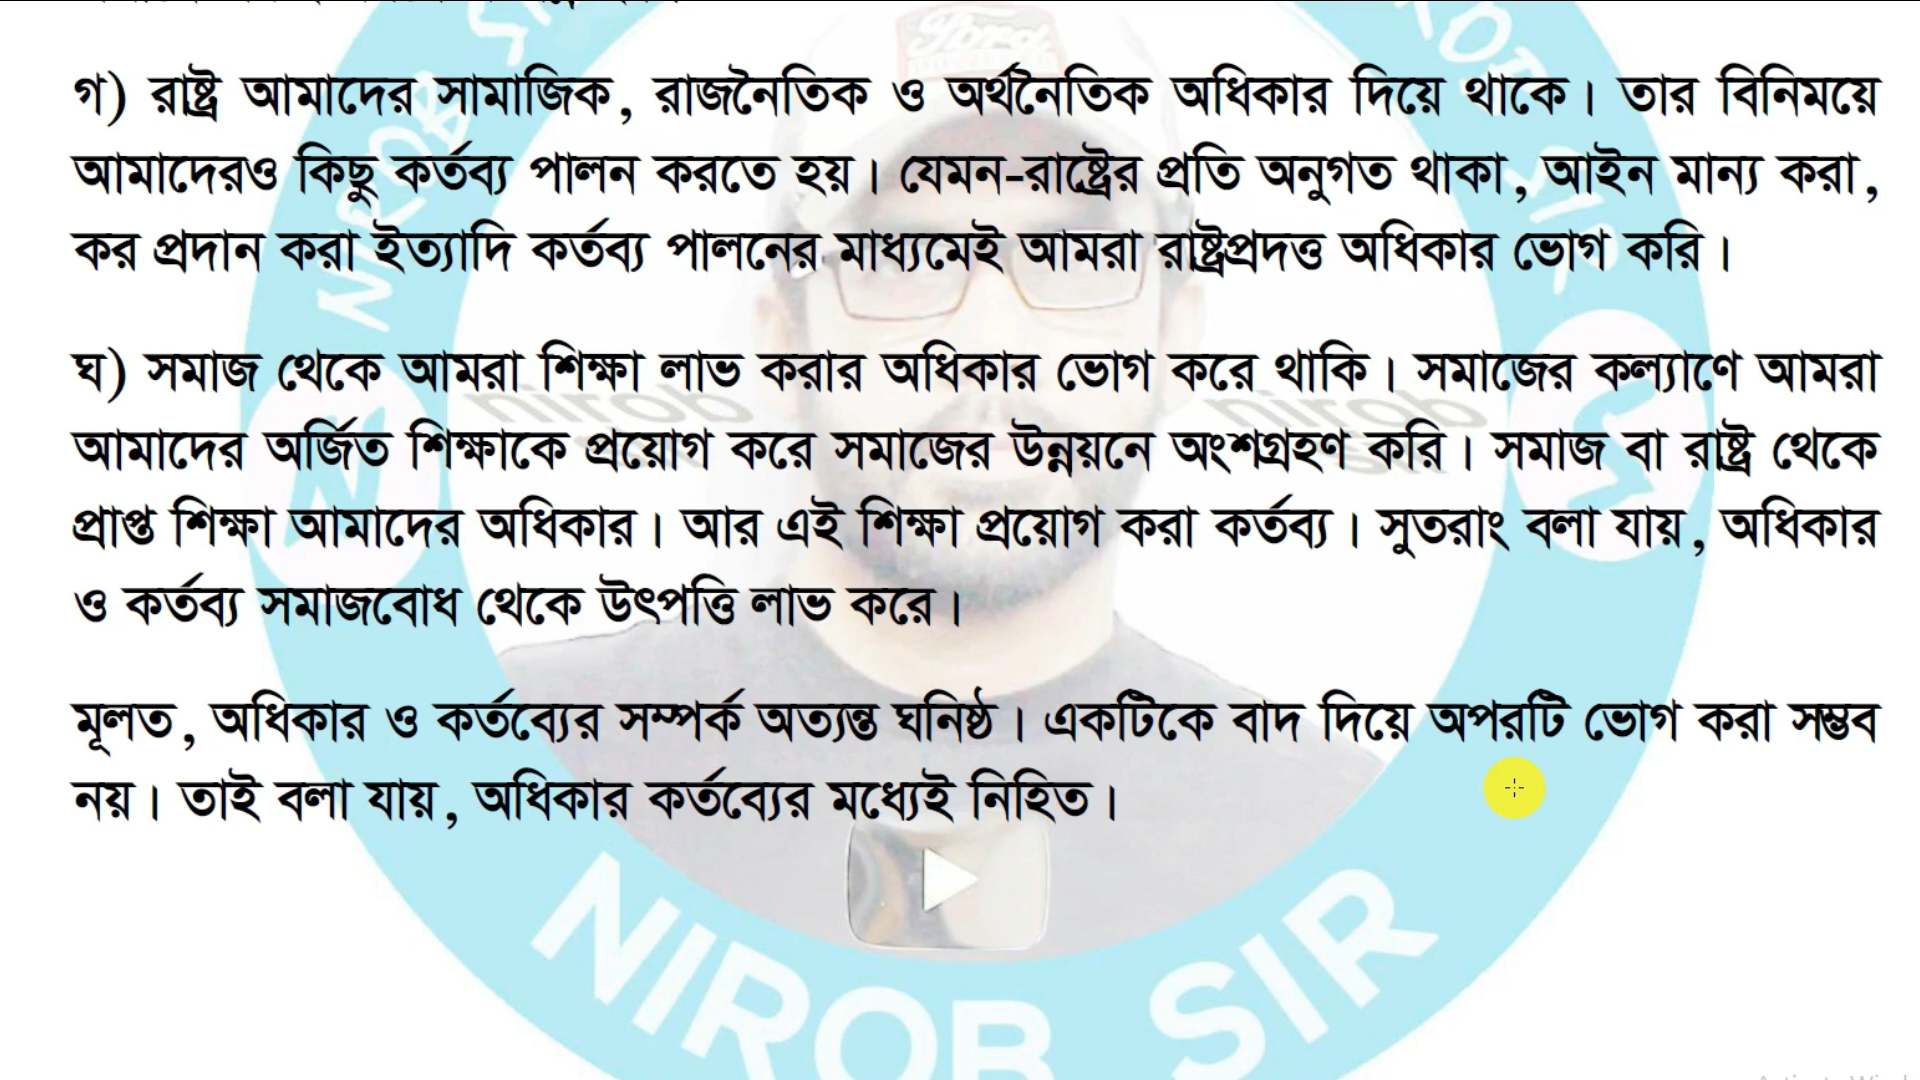 গ) রাষ্ট্র আমাদের সামাজিক, রাজনৈতিক ও অর্থনৈতিক অধিকার দিয়ে থাকে। তার বিনিময়ে
আমাদেরও কিছু কর্তব্য পালন করতে হয়। যেমন-রাষ্ট্রের প্রতি অনুগত থাকা, আইন মান্য করা,
কর প্রদান করা ইত্যাদি কর্তব্য পালনের মাধ্যমেই আমরা রাষ্ট্রপ্রদত্ত অধিকার ভোগ করি।
ঘ) সমাজ থেকে আমরা শিক্ষা লাভ করার অধিকার ভোগ করে থাকি। সমাজের কল্যাণে আমরা
আমাদের অর্জিত শিক্ষাকে প্রয়োগ করে সমাজের উন্নয়নে অংশগ্রহণ করি। সমাজ বা রাষ্ট্র থেকে
প্রাপ্ত শিক্ষা আমাদের অধিকার। আর এই শিক্ষা প্রয়োগ করা কর্তব্য। সুতরাং বলা যায়, অধিকার
ও কর্তব্য সমাজবোধ থেকে উৎপত্তি লাভ করে।
মূলত, অধিকার ও কর্তব্যের সম্পর্ক অত্যন্ত ঘনিষ্ঠ। একটিকে বাদ দিয়ে অপরটি ভোগ করা সম্ভব
নয়। তাই বলা যায়, অধিকার কর্তব্যের মধ্যেই নিহিত।
nirob nirob
NIROB SIR